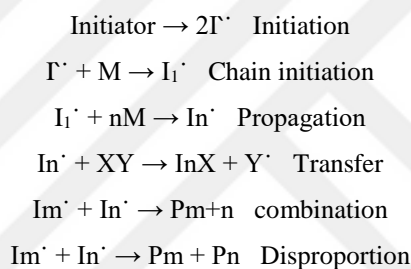 Initiator → 2Γ˙ Initiation
Γ˙ + M → I₁˙ Chain initiation
I₁˙ + nM → In˙ Propagation
In˙ + XY → InX + Y˙ Transfer
Im˙ + In˙ → Pm+n combination
Im˙ + In˙ → Pm + Pn Disproportion